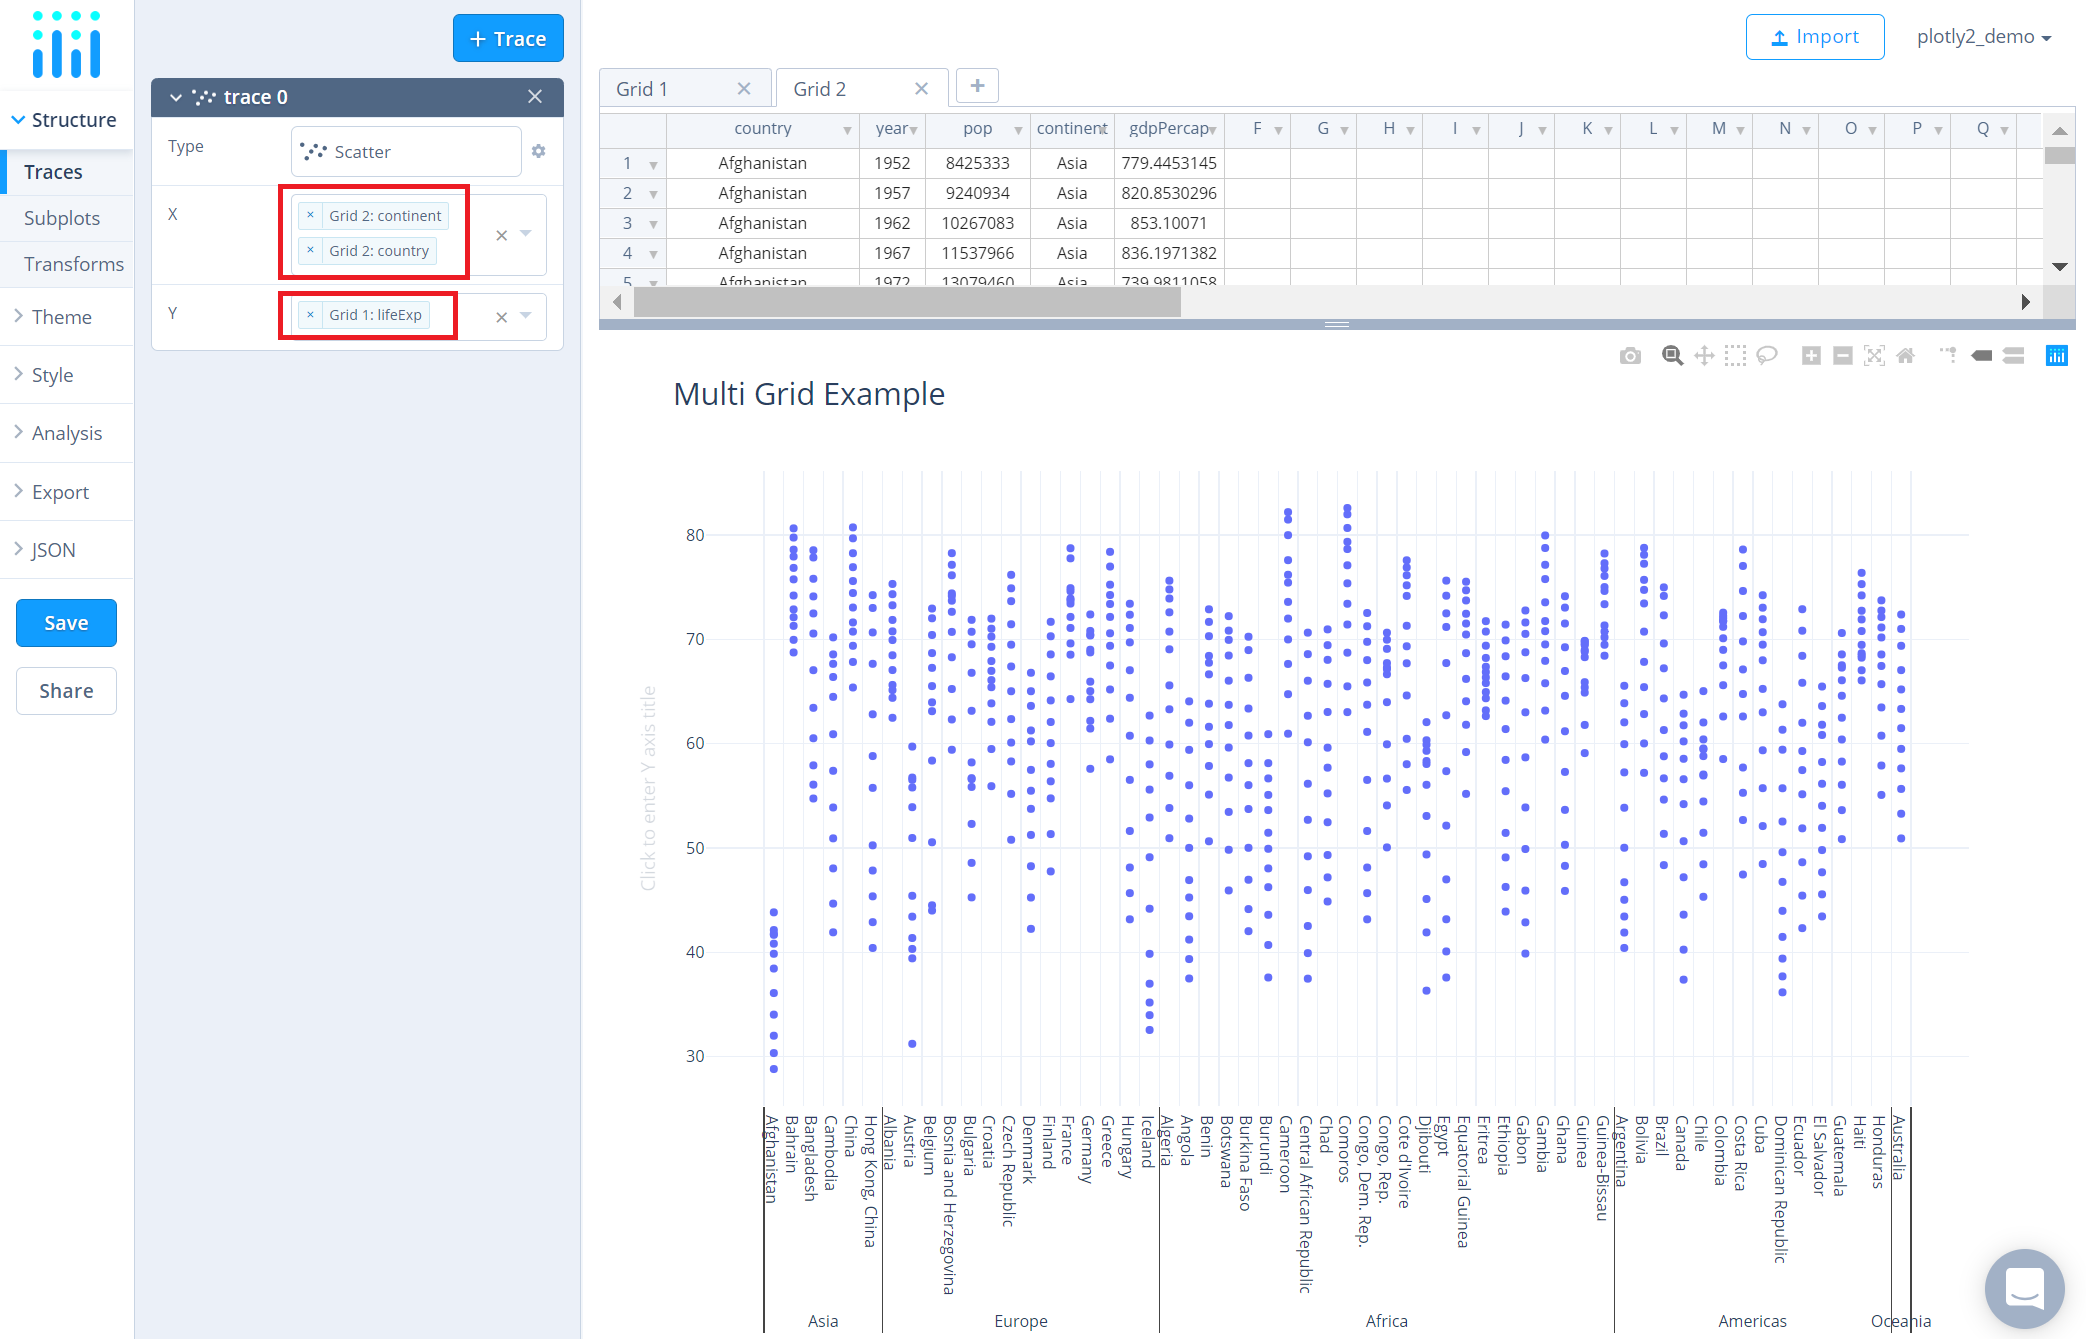 + Trace
Import
plotly2_demo
trace 0
Type
Scatter
X
× Grid 2: continent
× Grid 2: country
Y
× Grid 1: lifeExp
Structure
Traces
Subplots
Transforms
Theme
Style
Analysis
Export
JSON
Save
Share
Grid 1
Grid 2
+
country year pop continent gdpPercap F G H I J K L M N O P Q
1 Afghanistan 1952 8425333 Asia 779.4453145
2 Afghanistan 1957 9240934 Asia 820.8530296
3 Afghanistan 1962 10267083 Asia 853.10071
4 Afghanistan 1967 11537966 Asia 836.1971382
5 Afghanistan 1972 13079460 Asia 739.9811058
Multi Grid Example
Click to enter Y axis title
80
70
60
50
40
30
Afghanistan
Bahrain
Bangladesh
Cambodia
China
Hong Kong, China
Albania
Austria
Belgium
Bosnia and Herzegovina
Bulgaria
Croatia
Czech Republic
Denmark
Finland
France
Germany
Greece
Hungary
Iceland
Algeria
Angola
Benin
Botswana
Burkina Faso
Burundi
Cameroon
Central African Republic
Chad
Comoros
Congo, Dem. Rep.
Congo, Rep.
Cote d'Ivoire
Djibouti
Egypt
Equatorial Guinea
Eritrea
Ethiopia
Gabon
Gambia
Ghana
Guinea
Guinea-Bissau
Argentina
Bolivia
Brazil
Canada
Chile
Colombia
Costa Rica
Cuba
Dominican Republic
Ecuador
El Salvador
Guatemala
Haiti
Honduras
Australia
Asia
Europe
Africa
Americas
Oceania